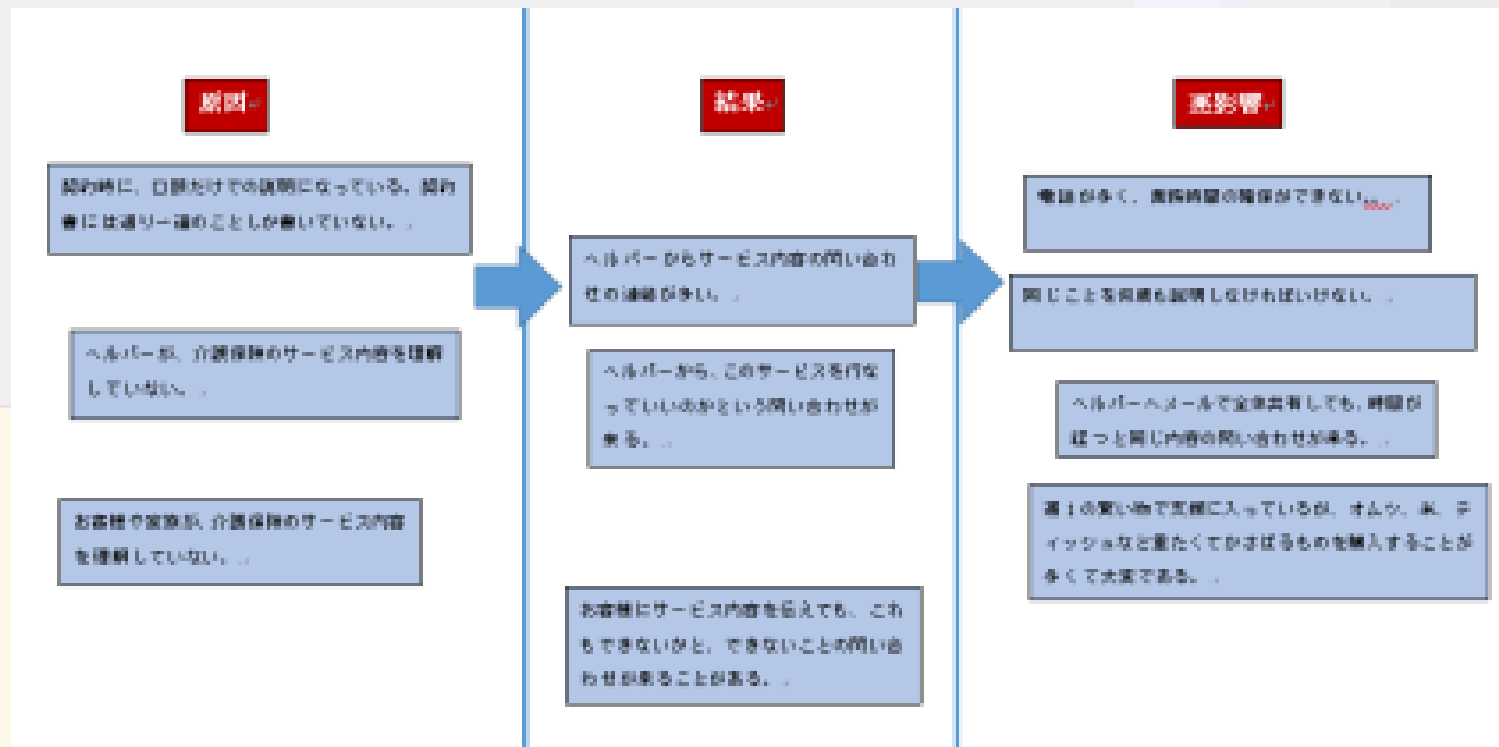 原因
契約時に、口頭だけでの説明になっている。契約
書には通り一遍のことしか書いていない。
ヘルパーが、介護保険のサービス内容を理解
していない。
お客様や家族が、介護保険のサービス内容
を理解していない。
結果
ヘルパーからサービス内容の問い合わ
せの連絡が多い。
ヘルパーから、このサービスを行な
っていいのかという問い合わせが
来る。
お客様にサービス内容を伝えても、これ
もできないかと、できないことの問い合
わせが来ることがある。
悪影響
電話が多く、業務時間の確保ができない。
同じことを何度も説明しなければいけない。
ヘルパーへメールで全体共有しても、時間が
経つと同じ内容の問い合わせが来る。
週1の買い物で支援に入っているが、オムツ、米、テ
ィッシュなど重たくてかさばるものを購入することが
多くて大変である。